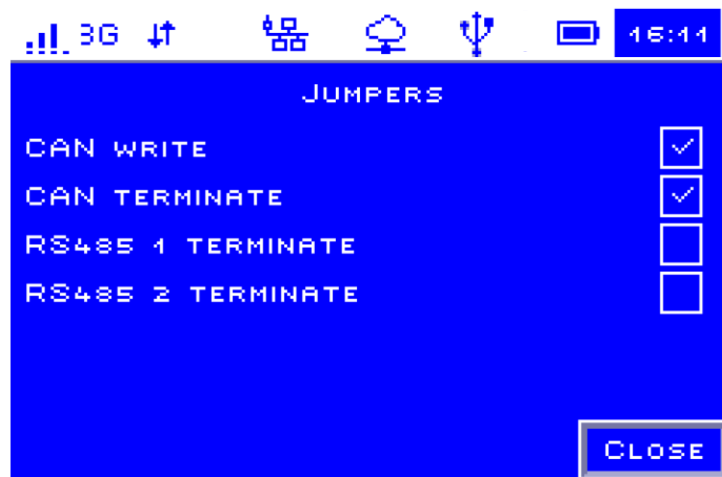 3G 16:11
JUMPERS
CAN WRITE
CAN TERMINATE
RS485 1 TERMINATE
RS485 2 TERMINATE
CLOSE